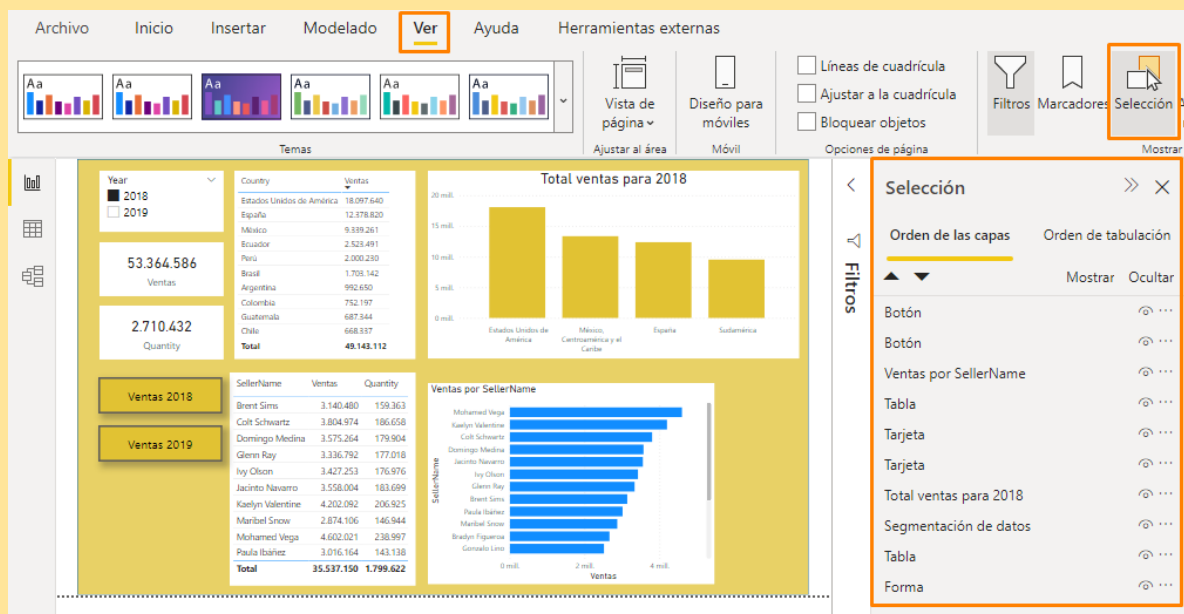 Archivo Inicio Insertar Modelado Ver Ayuda Herramientas externas
Aa Aa Aa Aa Aa Aa
Vista de página
Diseño para móviles
Líneas de cuadrícula
Ajustar a la cuadrícula
Bloquear objetos
Filtros Marcadores Selección
Temas Ajustar al área Móvil Opciones de página Mostrar
Year
2018
2019
53.364.586
Ventas
2.710.432
Quantity
Ventas 2018
Ventas 2019
Country Ventas
Estados Unidos de América 18.097.640
España 12.378.820
México 9.339.261
Ecuador 2.523.491
Perú 2.000.230
Brasil 1.703.142
Argentina 992.650
Colombia 752.197
Guatemala 687.344
Chile 668.337
Total 49.143.112
Total ventas para 2018
20 mill.
15 mill.
10 mill.
5 mill.
0 mill.
Estados Unidos de América
México, Centroamérica y el Caribe
España
Sudamérica
SellerName Ventas Quantity
Brent Sims 3.140.480 159.363
Colt Schwartz 3.804.974 186.658
Domingo Medina 3.575.264 179.904
Glenn Ray 3.336.792 177.018
Ivy Olson 3.427.253 176.976
Jacinto Navarro 3.558.004 183.699
Kaelyn Valentine 4.202.092 206.925
Maribel Snow 2.874.106 146.944
Mohamed Vega 4.602.021 238.997
Paula Ibáñez 3.016.164 143.138
Total 35.537.150 1.799.622
Ventas por SellerName
SellerName
Mohamed Vega
Kaelyn Valentine
Colt Schwartz
Domingo Medina
Jacinto Navarro
Ivy Olson
Glenn Ray
Brent Sims
Paula Ibáñez
Maribel Snow
Bradyn Figueroa
Gonzalo Lino
0 mill. 2 mill. 4 mill.
Ventas
Filtros
Selección
Orden de las capas Orden de tabulación
Mostrar Ocultar
Botón
Botón
Ventas por SellerName
Tabla
Tarjeta
Tarjeta
Total ventas para 2018
Segmentación de datos
Tabla
Forma